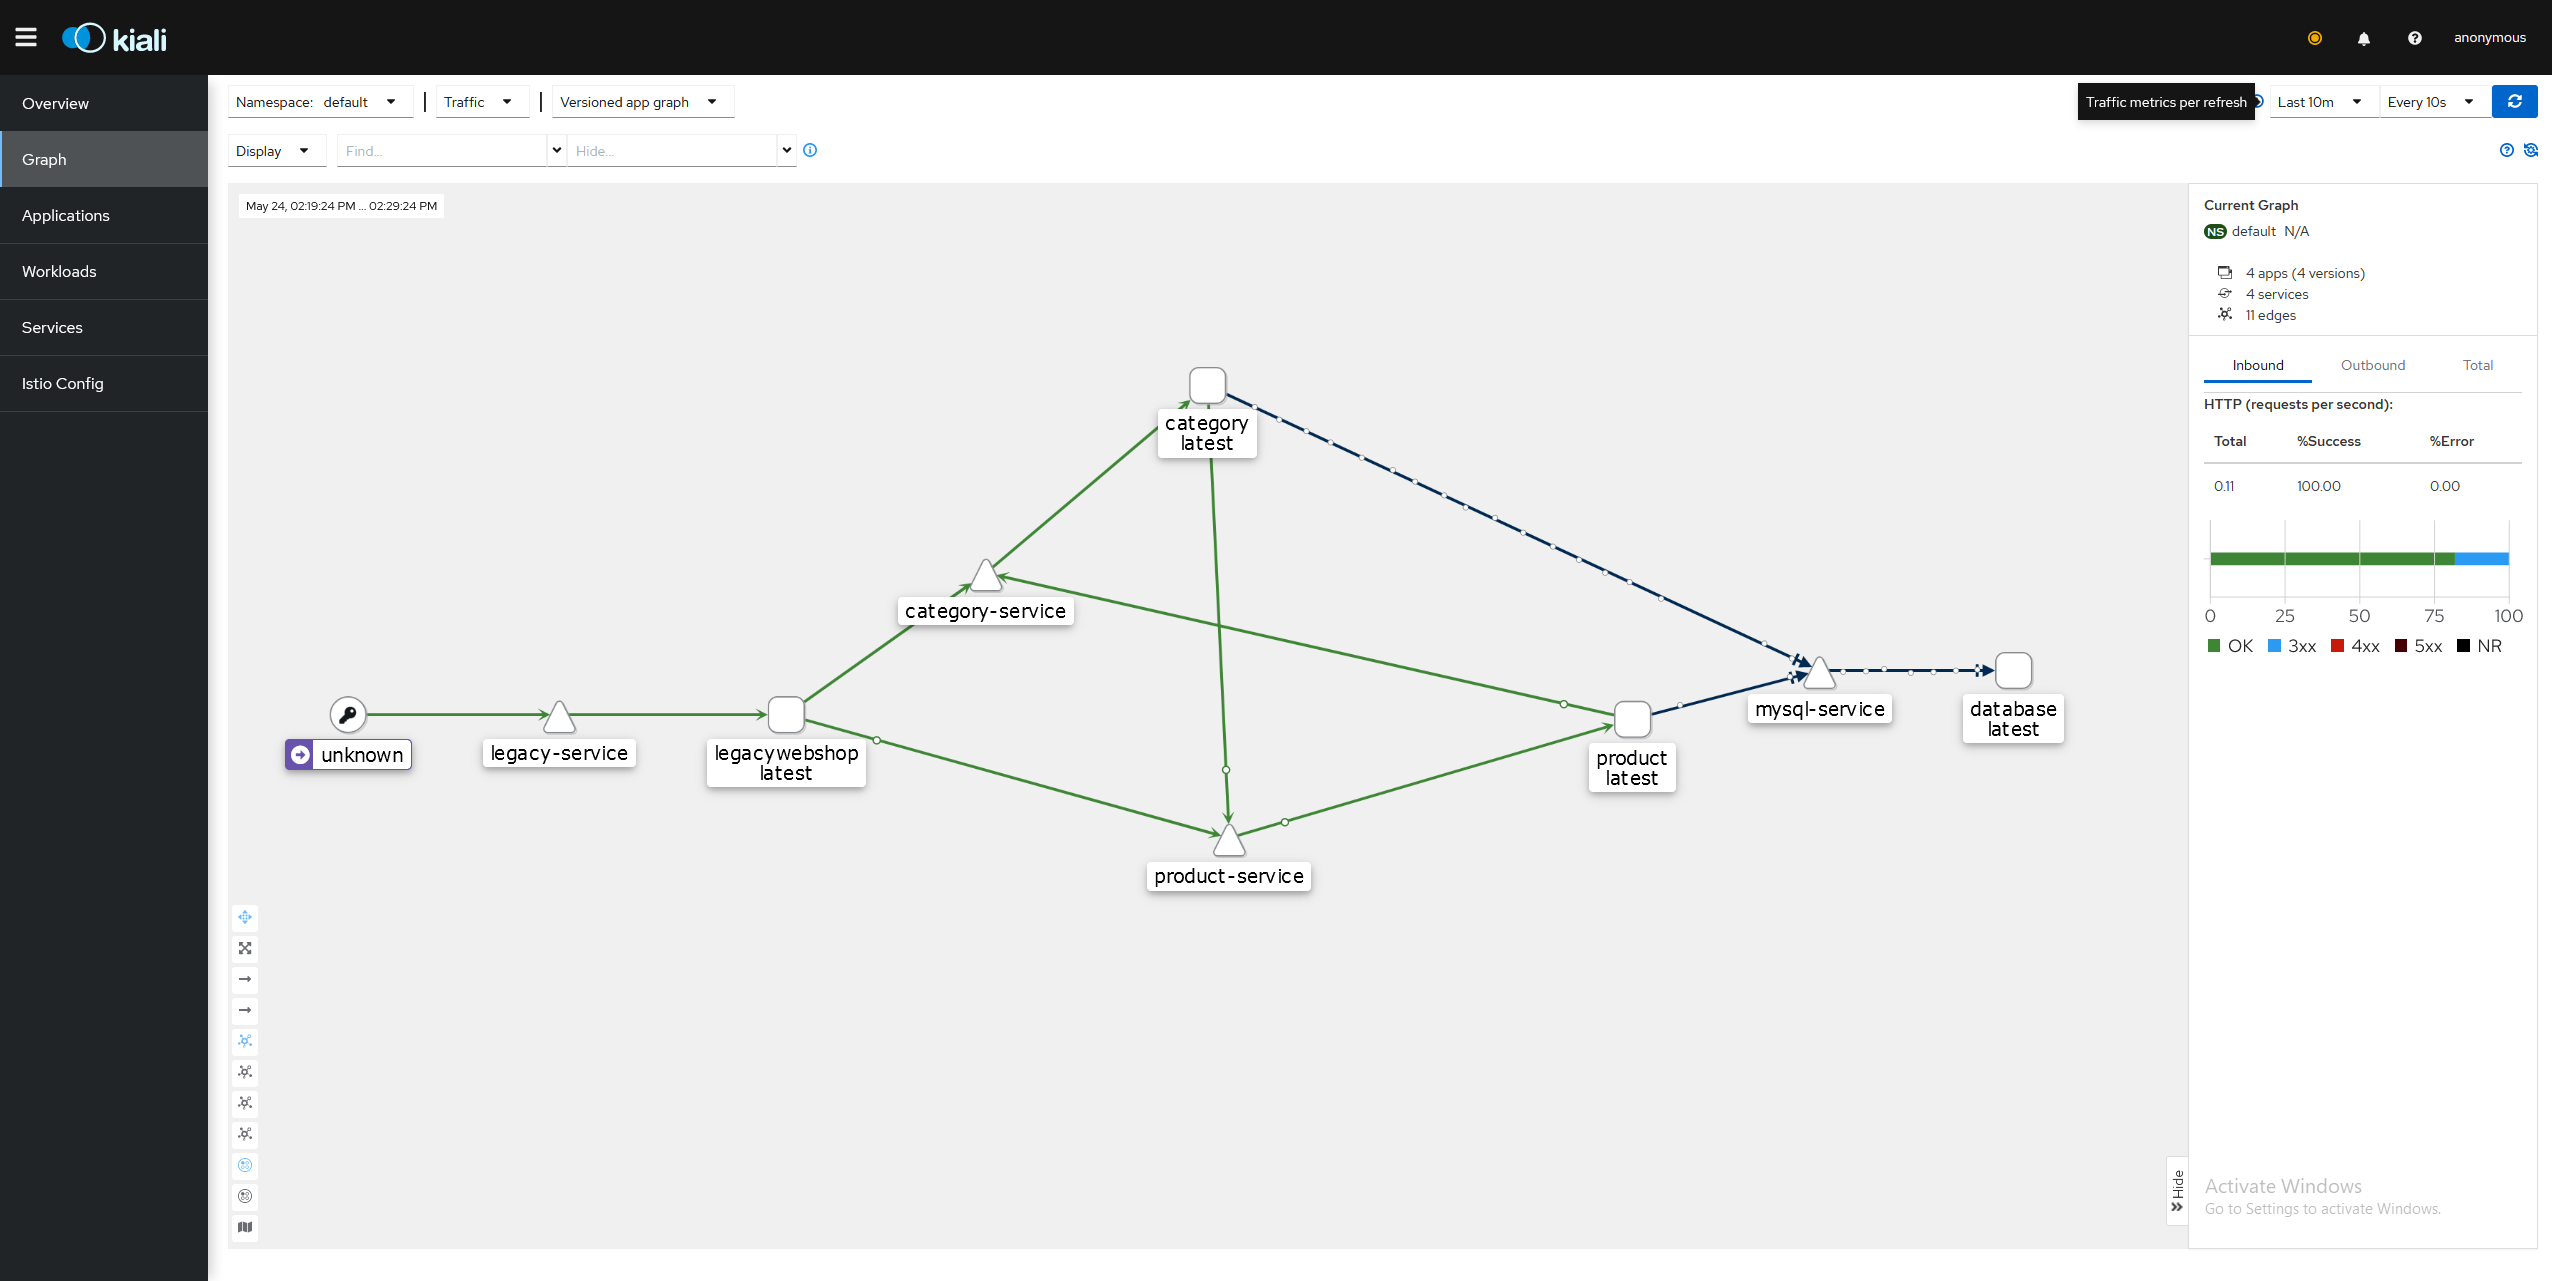 kiali
anonymous
Overview
Graph
Applications
Workloads
Services
Istio Config
Namespace: default
Traffic
Versioned app graph
Traffic metrics per refresh
Last 10m
Every 10s
Display
Find...
Hide...
May 24, 02:19:24 PM ... 02:29:24 PM
category
latest
category-service
unknown
legacy-service
legacywebshop
latest
product-service
product
latest
mysql-service
database
latest
Hide
Current Graph
NS default N/A
4 apps (4 versions)
4 services
11 edges
Inbound Outbound Total
HTTP (requests per second):
Total %Success %Error
0.11 100.00 0.00
0 25 50 75 100
OK 3xx 4xx 5xx NR
Activate Windows
Go to Settings to activate Windows.